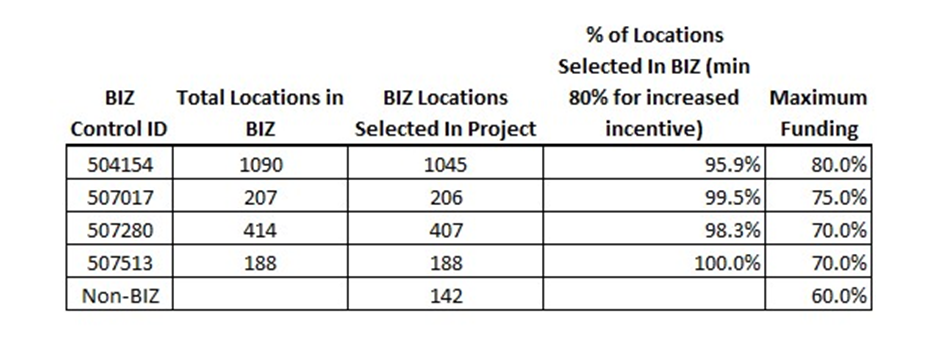 % of Locations
Selected In BIZ (min
BIZ Total Locations in BIZ Locations 80% for increased Maximum
Control ID BIZ Selected In Project incentive) Funding
504154 1090 1045 95.9% 80.0%
507017 207 206 99.5% 75.0%
507280 414 407 98.3% 70.0%
507513 188 188 100.0% 70.0%
Non-BIZ 142 60.0%